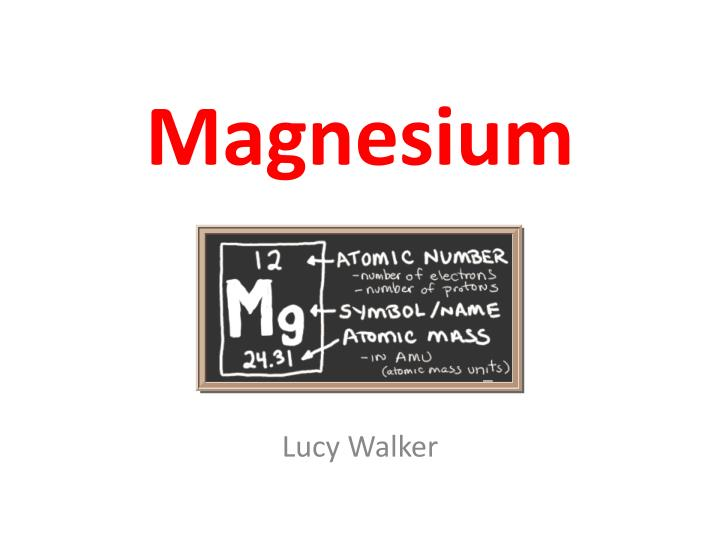 Magnesium
12
ATOMIC NUMBER
-number of electrons
-number of protons
Mg
SYMBOL/NAME
ATOMIC MASS
24.31
-IN AMU
(atomic mass units)
Lucy Walker